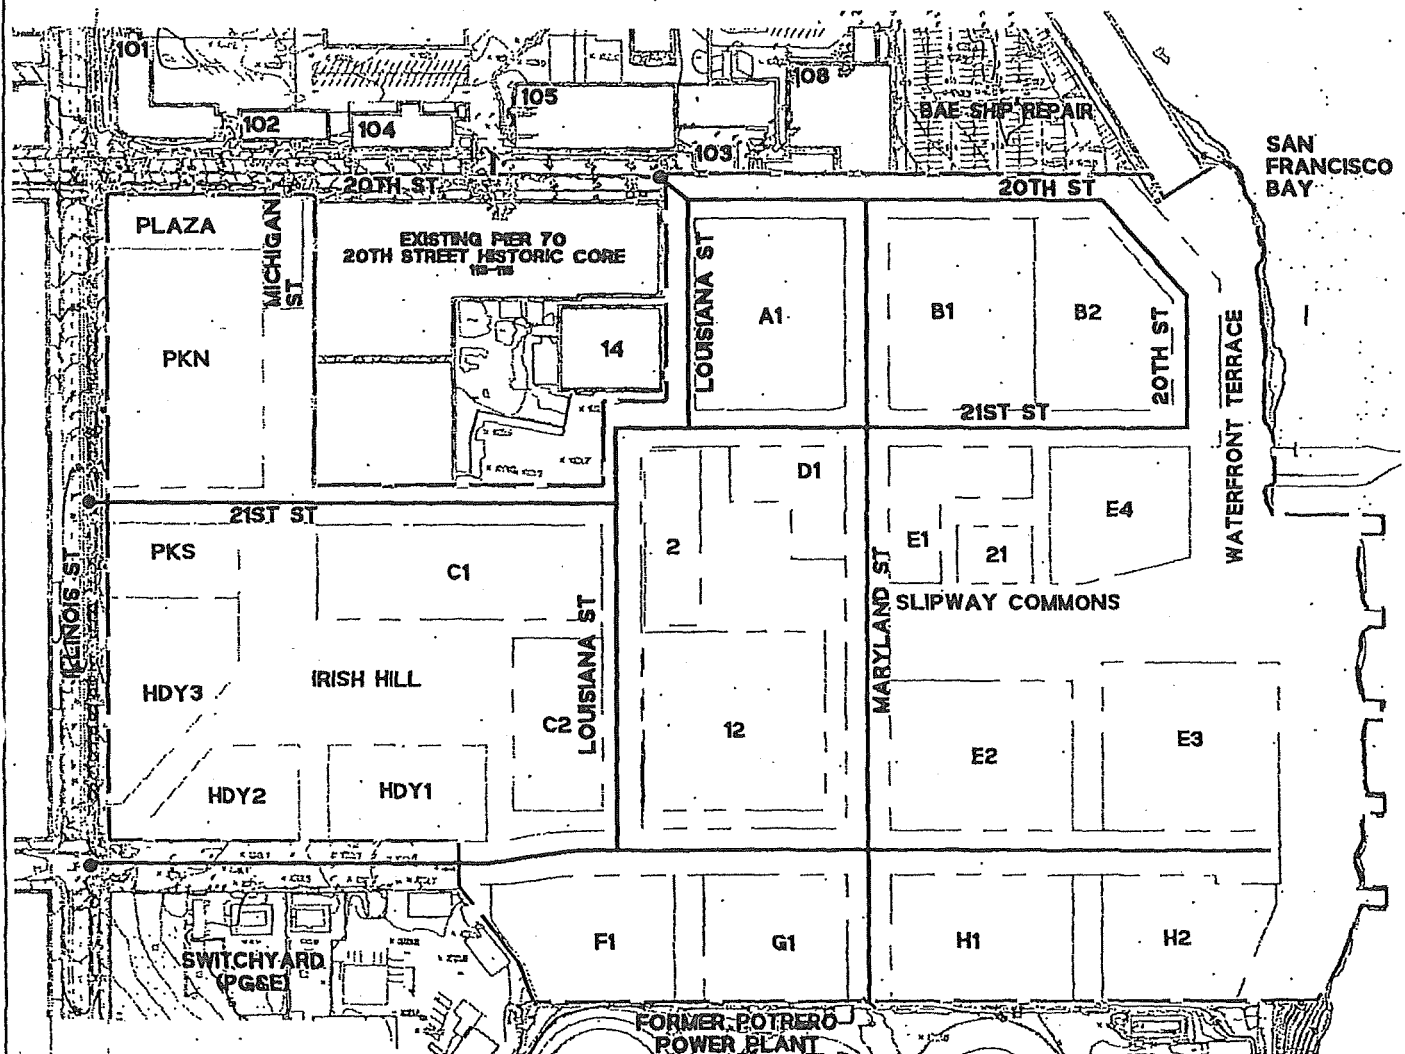 101
102
104
105
103
108
BAE SHIP REPAIR
SAN
FRANCISCO
BAY
20TH ST
20TH ST
PLAZA
MICHIGAN
ST
EXISTING PIER 70
20TH STREET HISTORIC CORE
PKN
14
LOUISIANA ST
A1
B1
B2
20TH ST
WATERFRONT TERRACE
21ST ST
21ST ST
PKS
C1
ILLINOIS ST
HDY3
IRISH HILL
C2
LOUISIANA ST
HDY2
HDY1
2
D1
12
MARYLAND ST
E1
21
E4
SLIPWAY COMMONS
E2
E3
F1
G1
H1
H2
SWITCHYARD
(PG&E)
FORMER POTRERO
POWER PLANT